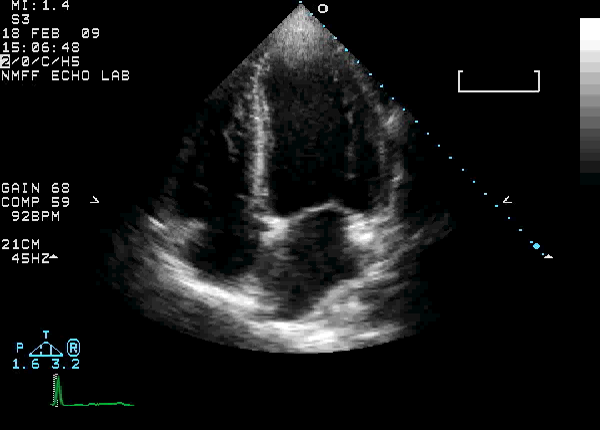 MI:1.4
S3
18 FEB 09
15:06:48
2/0/C/H5
NMFF ECHO LAB
GAIN 68
COMP 59
92BPM
21CM
45HZ
T
P R
1.6 3.2